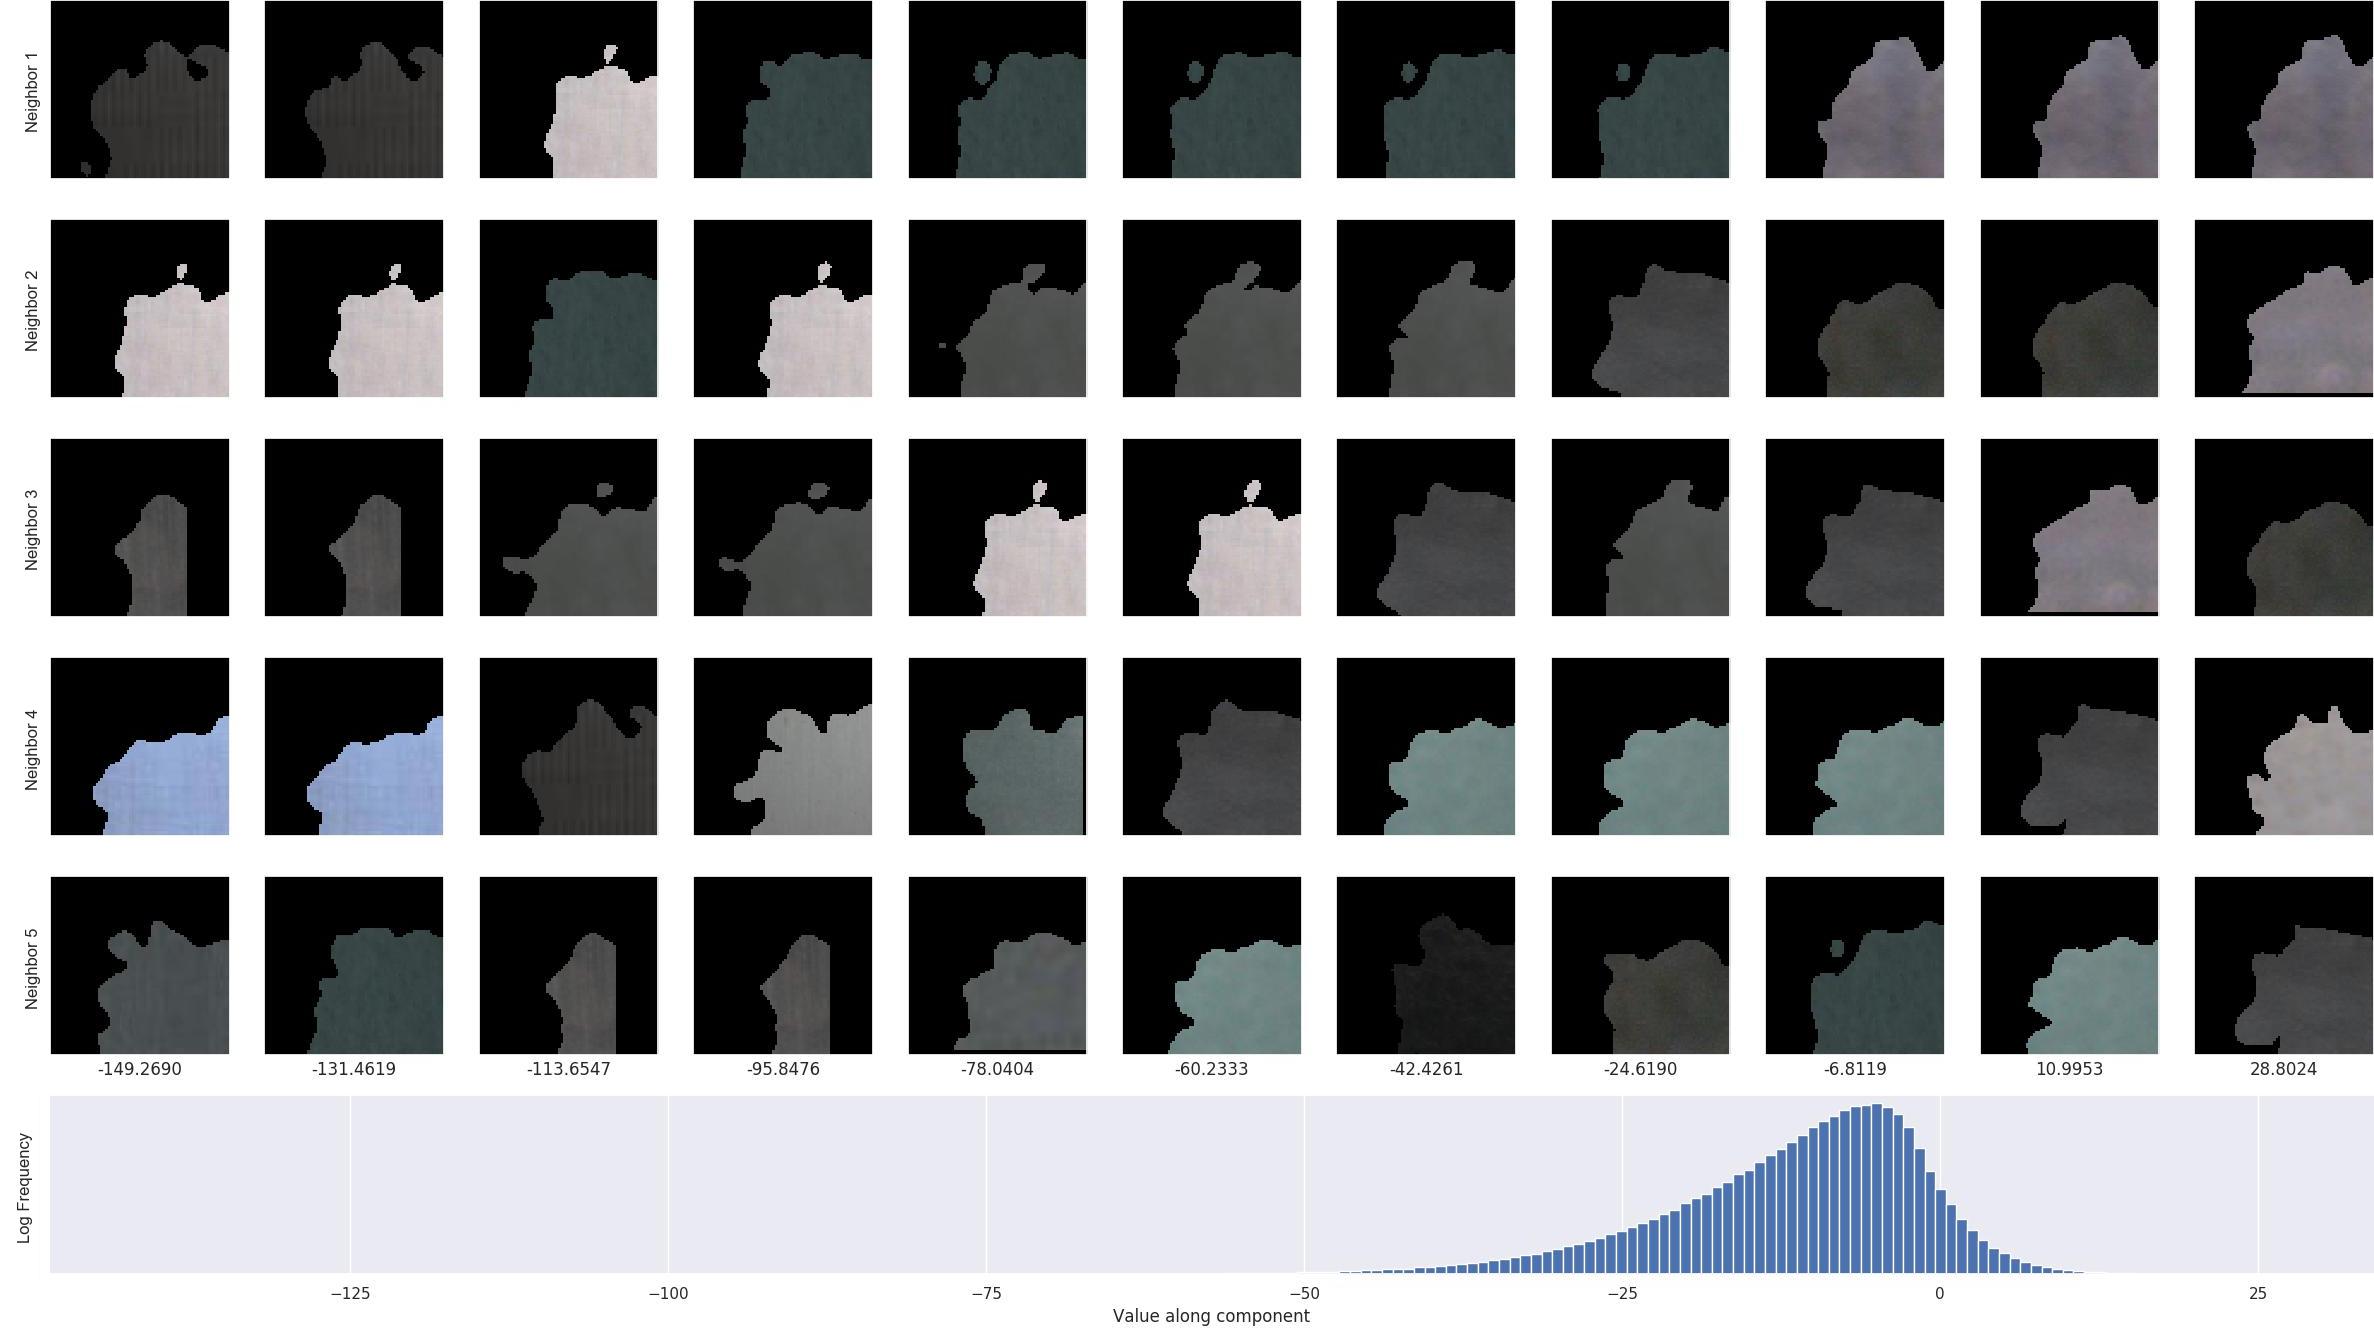 Neighbor 1
Neighbor 2
Neighbor 3
Neighbor 4
Neighbor 5
-149.2690 -131.4619 -113.6547 -95.8476 -78.0404 -60.2333 -42.4261 -24.6190 -6.8119 10.9953 28.8024
Log Frequency
−125 −100 −75 −50 −25 0 25
Value along component